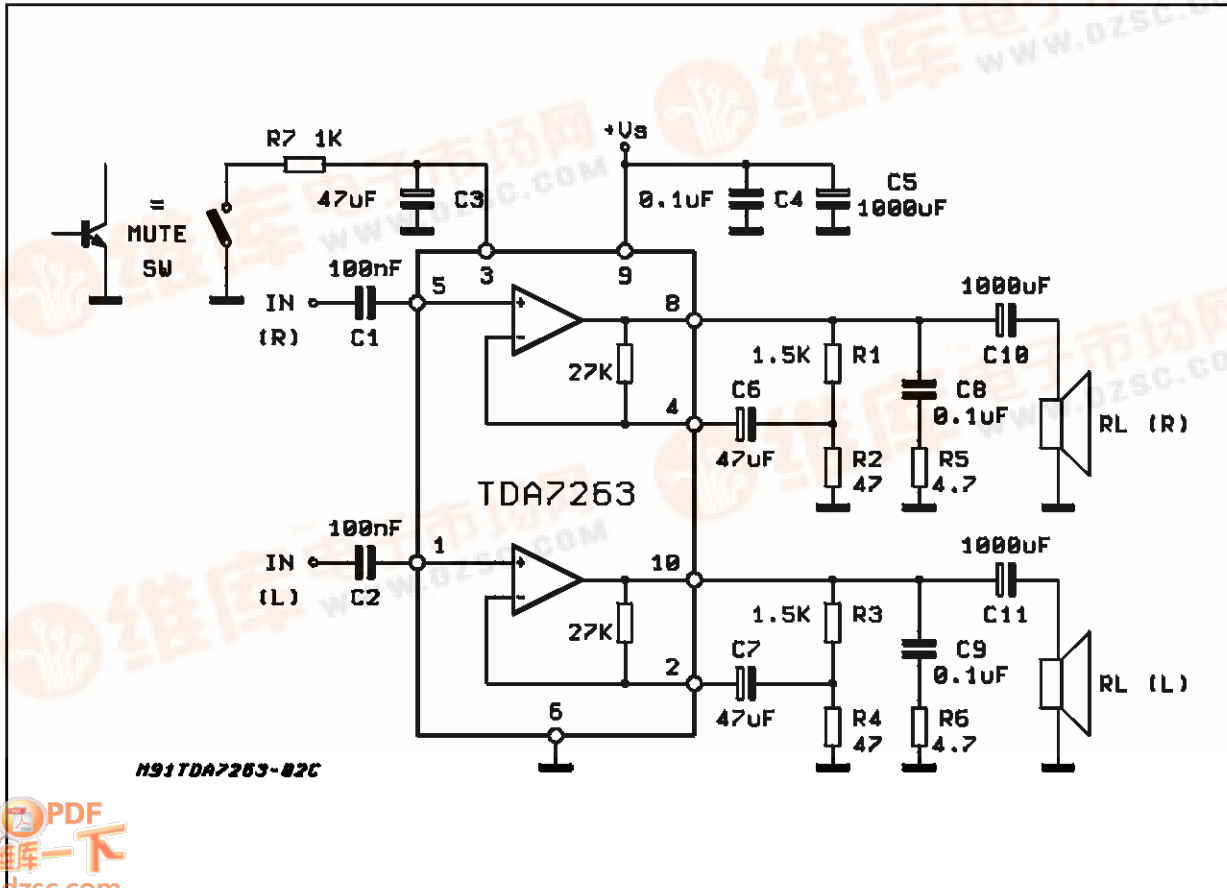 维库电子市场网
WWW.DZSC.COM
R7 1K
+Vs
47uF
C3
0.1uF
C4
C5
1000uF
=
MUTE
SW
3
9
100nF
IN
(R)
C1
5
8
1000uF
C10
+
-
27K
1.5K
R1
C8
0.1uF
4
C6
47uF
R2
47
R5
4.7
RL (R)
TDA7263
100nF
IN
(L)
C2
1
10
1000uF
C11
+
-
27K
1.5K
R3
C9
0.1uF
2
C7
47uF
R4
47
R6
4.7
RL (L)
6
M91TDA7263-02C
PDF
维库一下
dzsc.com